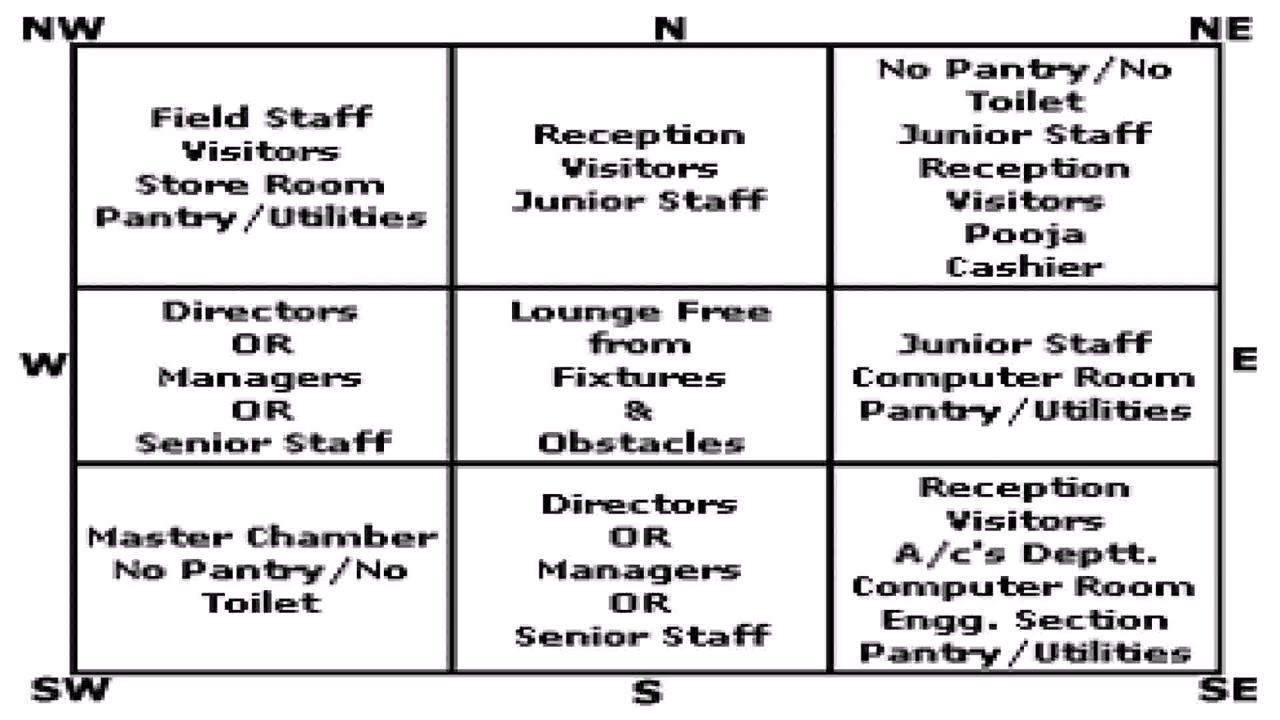 NW N NE
Field Staff
Visitors
Store Room
Pantry/Utilities
Reception
Visitors
Junior Staff
No Pantry/No
Toilet
Junior Staff
Reception
Visitors
Pooja
Cashier
W
Directors
OR
Managers
OR
Senior Staff
Lounge Free
from
Fixtures
&
Obstacles
Junior Staff
Computer Room
Pantry/Utilities
E
Master Chamber
No Pantry/No
Toilet
Directors
OR
Managers
OR
Senior Staff
Reception
Visitors
A/c's Deptt.
Computer Room
Engg. Section
Pantry/Utilities
SW S SE